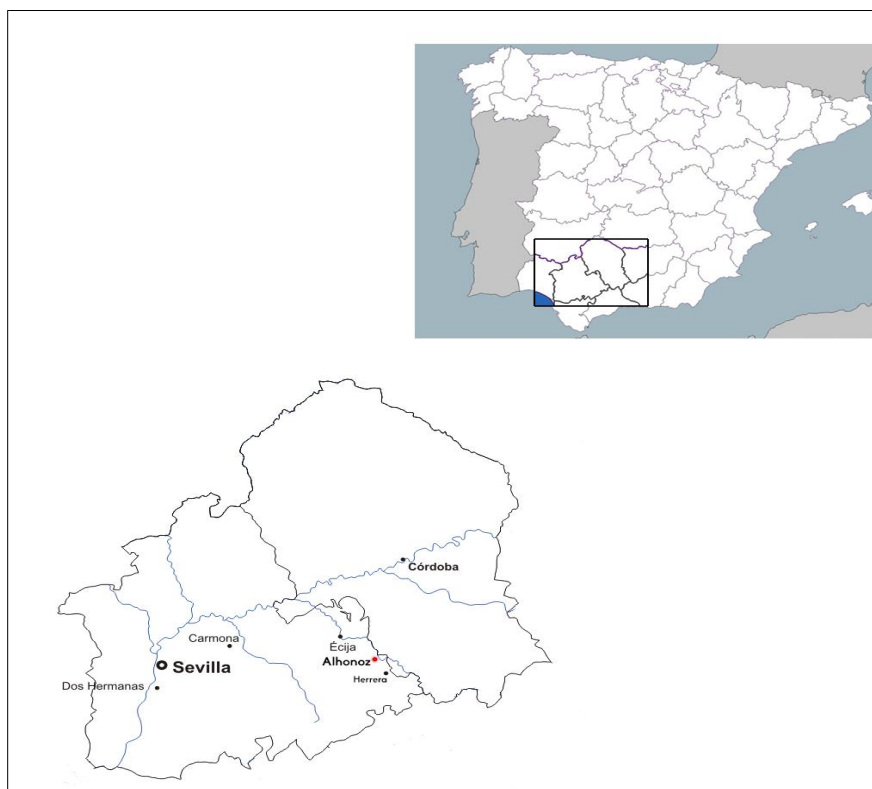 Córdoba
Carmona
Écija
Sevilla
Alhonoz
Herrera
Dos Hermanas